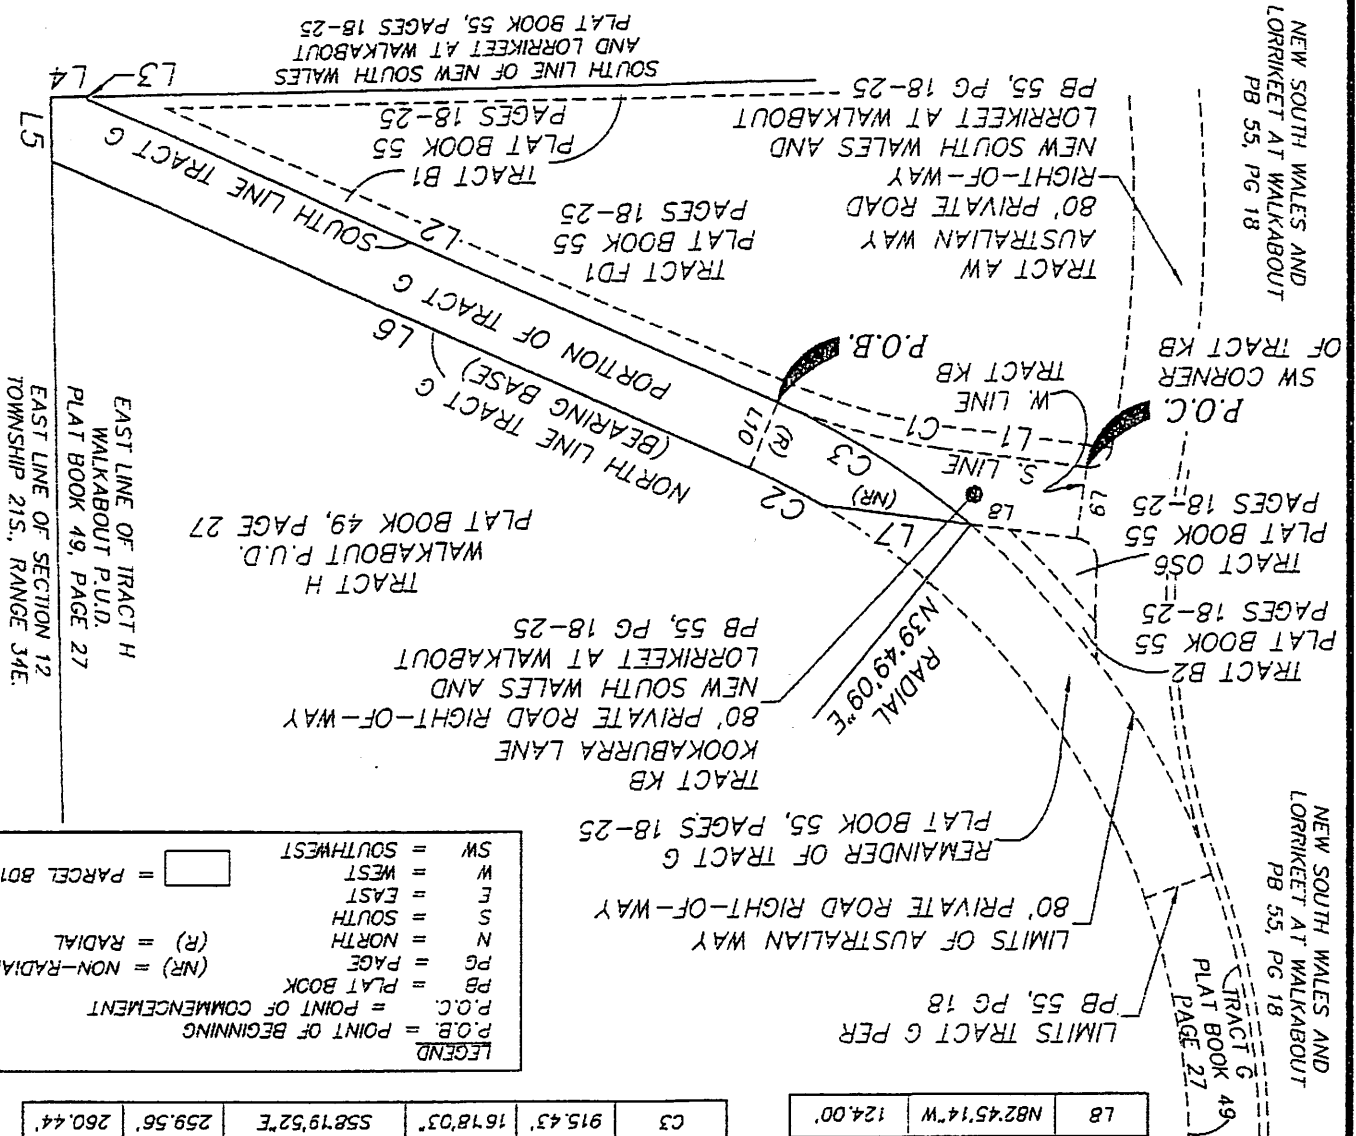 L8 N82°45'14"W 124.00'
C3 915.43' 16°18'03" S58°19'52"E 259.56' 260.44'
LEGEND
P.O.B. = POINT OF BEGINNING
P.O.C. = POINT OF COMMENCEMENT
PB = PLAT BOOK
PG = PAGE
N = NORTH
S = SOUTH
E = EAST
W = WEST
SW = SOUTHWEST
(NR) = NON-RADIAL
(R) = RADIAL
= PARCEL 801
TRACT G
PLAT BOOK 49,
PAGE 27
NEW SOUTH WALES AND
LORRIKEET AT WALKABOUT
PB 55, PG 18
LIMITS TRACT G PER
PB 55, PG 18
LIMITS OF AUSTRALIAN WAY
80' PRIVATE ROAD RIGHT-OF-WAY
REMAINDER OF TRACT G
PLAT BOOK 55, PAGES 18-25
TRACT KB
KOOKABURRA LANE
80' PRIVATE ROAD RIGHT-OF-WAY
NEW SOUTH WALES AND
LORRIKEET AT WALKABOUT
PB 55, PG 18-25
RADIAL
N39°49'09"E
TRACT B2
PLAT BOOK 55
PAGES 18-25
TRACT OS6
PLAT BOOK 55
PAGES 18-25
TRACT H
WALKABOUT P.U.D.
PLAT BOOK 49, PAGE 27
EAST LINE OF TRACT H
WALKABOUT P.U.D.
PLAT BOOK 49, PAGE 27
EAST LINE OF SECTION 12
TOWNSHIP 21S., RANGE 34E.
L7
L8
L9
(NR)
C2
S. LINE
C3
(R)
L10
L1
C1
NORTH LINE TRACT G
(BEARING BASE)
L6
P.O.C.
SW CORNER
OF TRACT KB
W. LINE
TRACT KB
P.O.B.
PORTION OF TRACT G
SOUTH LINE TRACT G
L2
TRACT AW
AUSTRALIAN WAY
80' PRIVATE ROAD
RIGHT-OF-WAY
NEW SOUTH WALES AND
LORRIKEET AT WALKABOUT
PB 55, PG 18-25
TRACT FD1
PLAT BOOK 55
PAGES 18-25
TRACT B1
PLAT BOOK 55
PAGES 18-25
NEW SOUTH WALES AND
LORRIKEET AT WALKABOUT
PB 55, PG 18
L5
L3
L4
SOUTH LINE OF NEW SOUTH WALES
AND LORRIKEET AT WALKABOUT
PLAT BOOK 55, PAGES 18-25